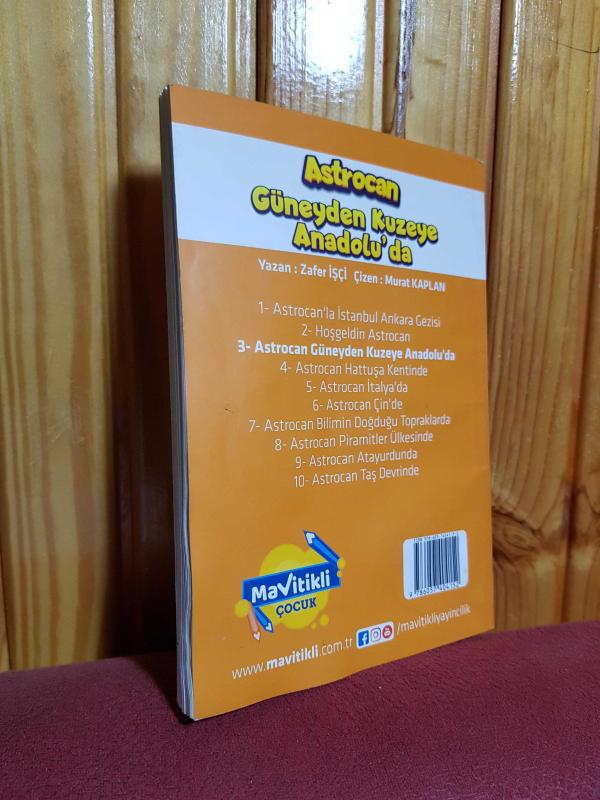 Astrocan
Güneyden Kuzeye
Anadolu'da
Yazan : Zafer İŞÇİ Çizen : Murat KAPLAN
1- Astrocan'la İstanbul Ankara Gezisi
2- Hoşgeldin Astrocan
3- Astrocan Güneyden Kuzeye Anadolu'da
4- Astrocan Hattuşa Kentinde
5- Astrocan İtalya'da
6- Astrocan Çin'de
7- Astrocan Bilimin Doğduğu Topraklarda
8- Astrocan Piramitler Ülkesinde
9- Astrocan Atayurdunda
10- Astrocan Taş Devrinde
MaVitikli
ÇOCUK
www.mavitikli.com.tr
/mavitikliyayincilik